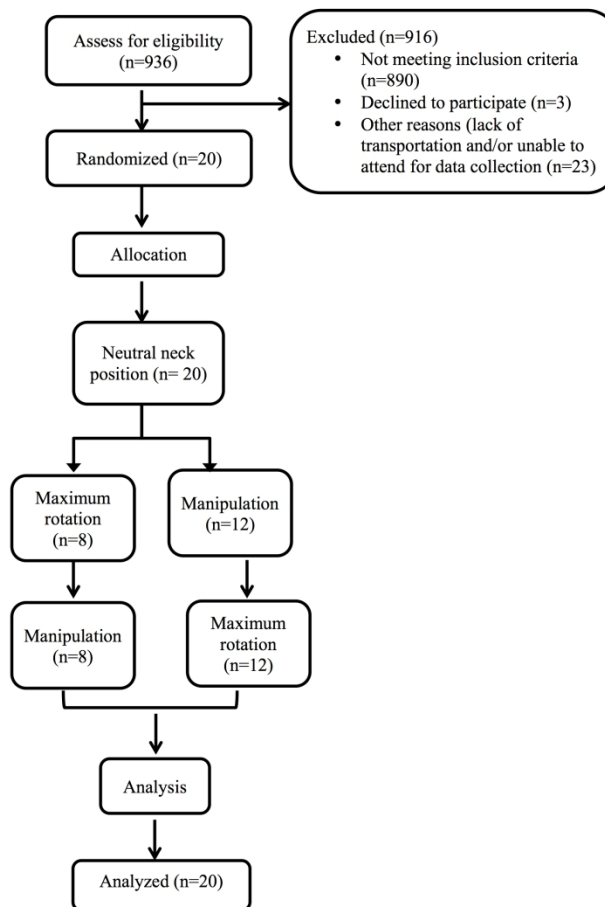 Assess for eligibility
(n=936)
Excluded (n=916)
• Not meeting inclusion criteria
(n=890)
• Declined to participate (n=3)
• Other reasons (lack of
transportation and/or unable to
attend for data collection (n=23)
Randomized (n=20)
Allocation
Neutral neck
position (n= 20)
Maximum
rotation
(n=8)
Manipulation
(n=12)
Manipulation
(n=8)
Maximum
rotation
(n=12)
Analysis
Analyzed (n=20)